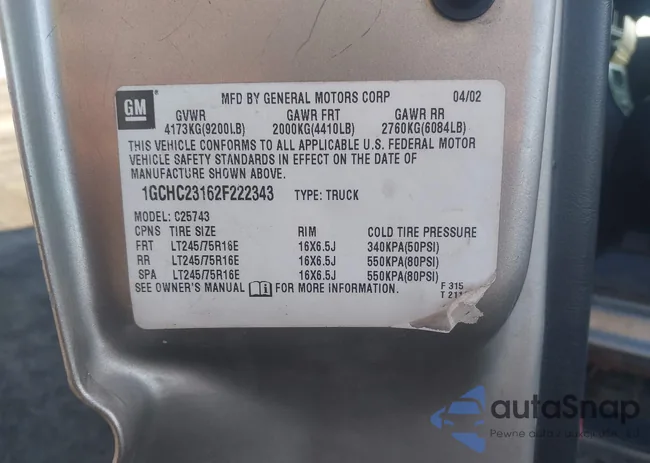 GM
MFD BY GENERAL MOTORS CORP 04/02
GVWR GAWR FRT GAWR RR
4173KG(9200LB) 2000KG(4410LB) 2760KG(6084LB)
THIS VEHICLE CONFORMS TO ALL APPLICABLE U.S. FEDERAL MOTOR
VEHICLE SAFETY STANDARDS IN EFFECT ON THE DATE OF
MANUFACTURE SHOWN ABOVE.
1GCHC23162F222343 TYPE: TRUCK
MODEL: C25743
CPNS TIRE SIZE RIM COLD TIRE PRESSURE
FRT LT245/75R16E 16X6.5J 340KPA(50PSI)
RR LT245/75R16E 16X6.5J 550KPA(80PSI)
SPA LT245/75R16E 16X6.5J 550KPA(80PSI)
SEE OWNER'S MANUAL FOR MORE INFORMATION.
F 315
T 211
autaSnap
Pewne auta z